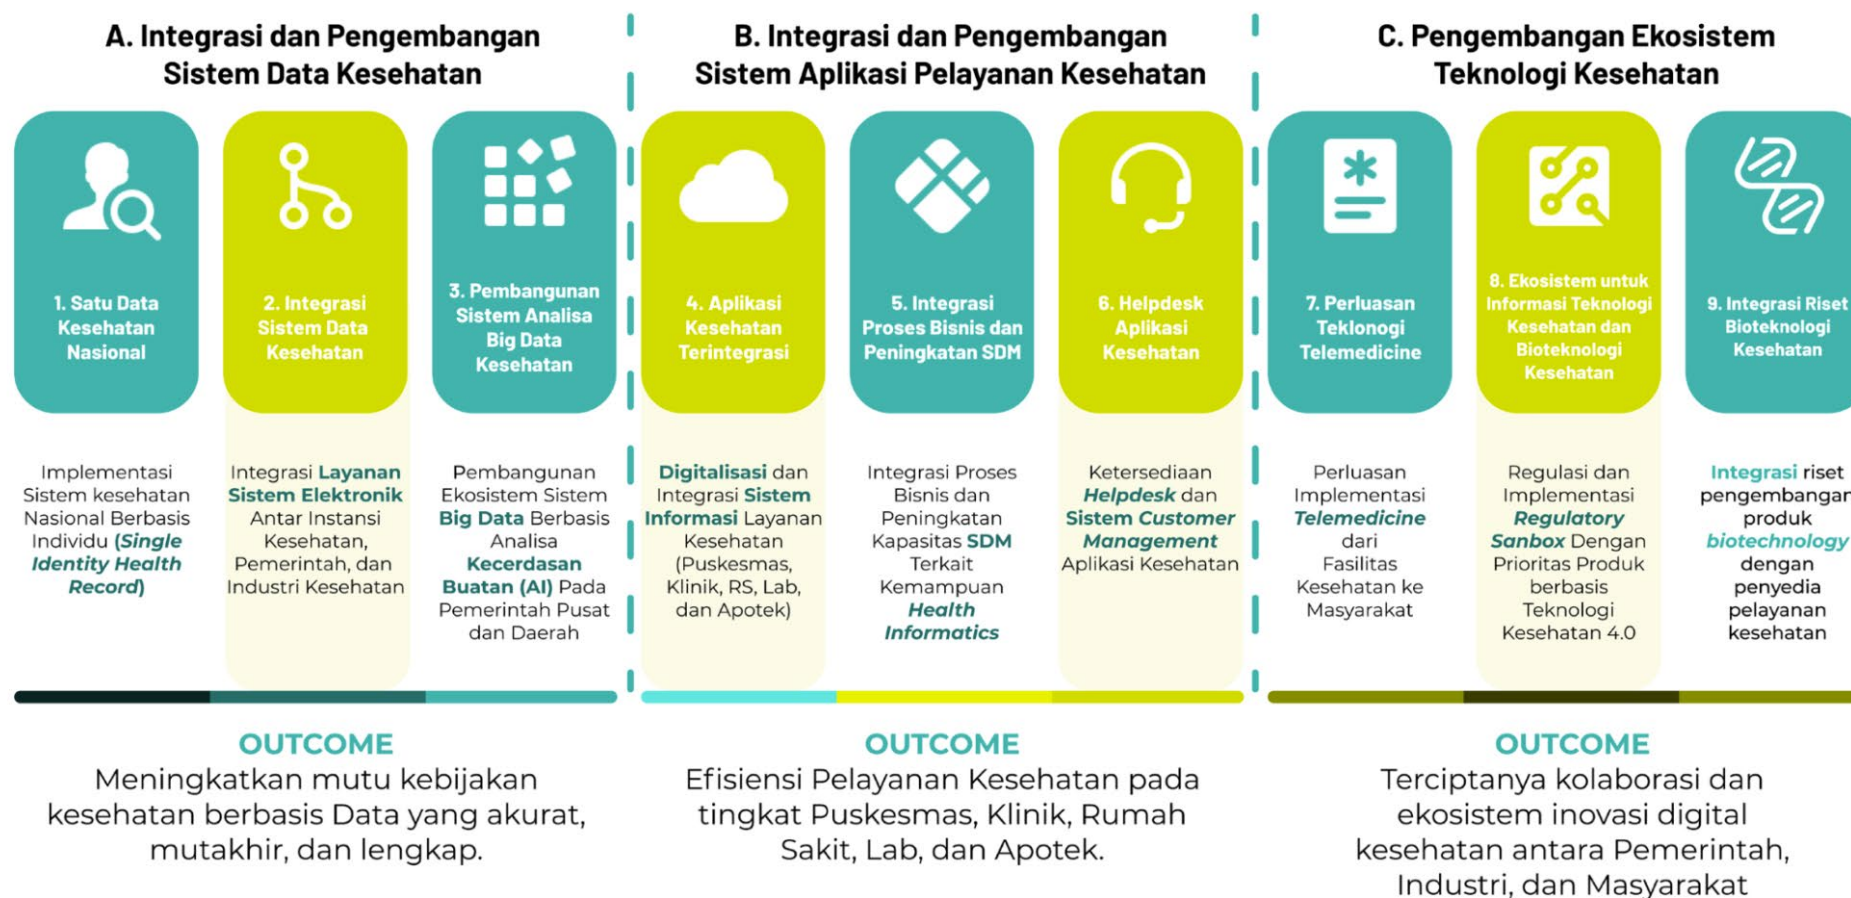 A. Integrasi dan Pengembangan
Sistem Data Kesehatan
1. Satu Data
Kesehatan
Nasional
2. Integrasi
Sistem Data
Kesehatan
3. Pembangunan
Sistem Analisa
Big Data
Kesehatan
Implementasi
Sistem kesehatan
Nasional Berbasis
Individu (Single
Identity Health
Record)
Integrasi Layanan
Sistem Elektronik
Antar Instansi
Kesehatan,
Pemerintah, dan
Industri Kesehatan
Pembangunan
Ekosistem Sistem
Big Data Berbasis
Analisa
Kecerdasan
Buatan (AI) Pada
Pemerintah Pusat
dan Daerah
OUTCOME
Meningkatkan mutu kebijakan
kesehatan berbasis Data yang akurat,
mutakhir, dan lengkap.
B. Integrasi dan Pengembangan
Sistem Aplikasi Pelayanan Kesehatan
4. Aplikasi
Kesehatan
Terintegrasi
5. Integrasi
Proses Bisnis dan
Peningkatan SDM
6. Helpdesk
Aplikasi
Kesehatan
Digitalisasi dan
Integrasi Sistem
Informasi Layanan
Kesehatan
(Puskesmas,
Klinik, RS, Lab,
dan Apotek)
Integrasi Proses
Bisnis dan
Peningkatan
Kapasitas SDM
Terkait
Kemampuan
Health
Informatics
Ketersediaan
Helpdesk dan
Sistem Customer
Management
Aplikasi Kesehatan
OUTCOME
Efisiensi Pelayanan Kesehatan pada
tingkat Puskesmas, Klinik, Rumah
Sakit, Lab, dan Apotek.
C. Pengembangan Ekosistem
Teknologi Kesehatan
7. Perluasan
Teklonogi
Telemedicine
8. Ekosistem untuk
Informasi Teknologi
Kesehatan dan
Bioteknologi
Kesehatan
9. Integrasi Riset
Bioteknologi
Kesehatan
Perluasan
Implementasi
Telemedicine
dari
Fasilitas
Kesehatan ke
Masyarakat
Regulasi dan
Implementasi
Regulatory
Sanbox Dengan
Prioritas Produk
berbasis
Teknologi
Kesehatan 4.0
Integrasi riset
pengembangan
produk
biotechnology
dengan
penyedia
pelayanan
kesehatan
OUTCOME
Terciptanya kolaborasi dan
ekosistem inovasi digital
kesehatan antara Pemerintah,
Industri, dan Masyarakat